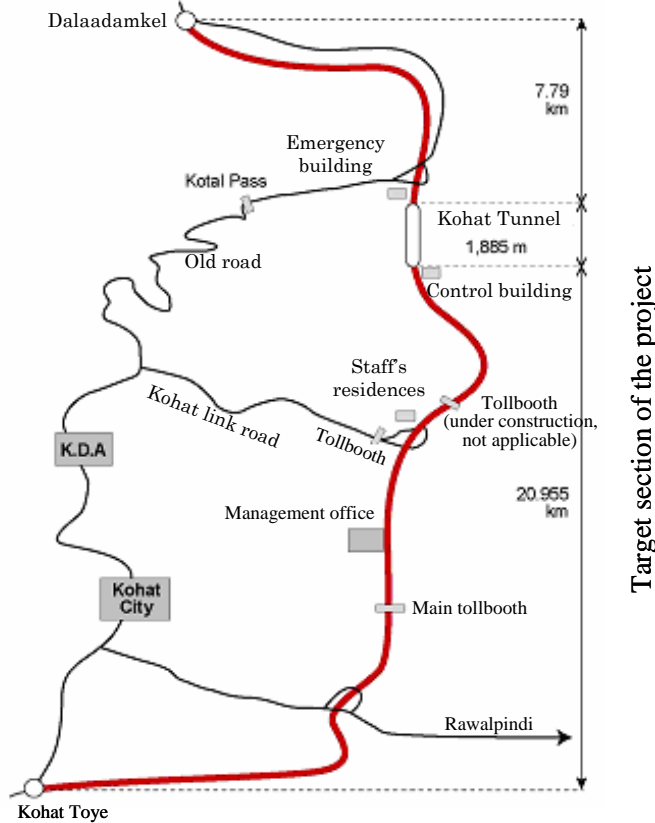 Dalaadamkel
7.79
km
Emergency
building
Kotal Pass
Kohat Tunnel
1,885 m
Old road
Control building
Staff's
residences
Kohat link road
Tollbooth
(under construction,
not applicable)
Tollbooth
K.D.A
20.955
km
Management office
Kohat
City
Main tollbooth
Rawalpindi
Kohat Toye
Target section of the project